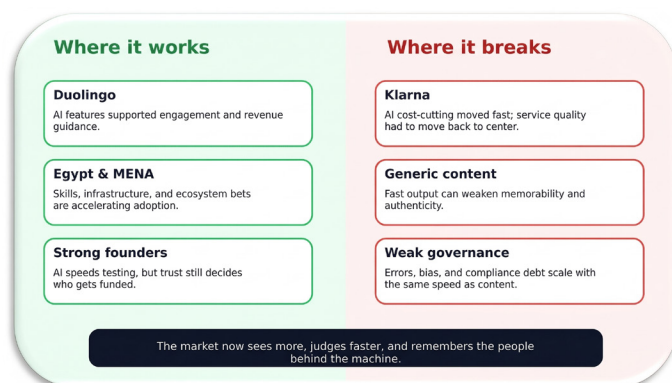 Where it works
Duolingo
AI features supported engagement and revenue
guidance.
Egypt & MENA
Skills, infrastructure, and ecosystem bets
are accelerating adoption.
Strong founders
AI speeds testing, but trust still decides
who gets funded.
Where it breaks
Klarna
AI cost-cutting moved fast; service quality
had to move back to center.
Generic content
Fast output can weaken memorability and
authenticity.
Weak governance
Errors, bias, and compliance debt scale with
the same speed as content.
The market now sees more, judges faster, and remembers the people
behind the machine.